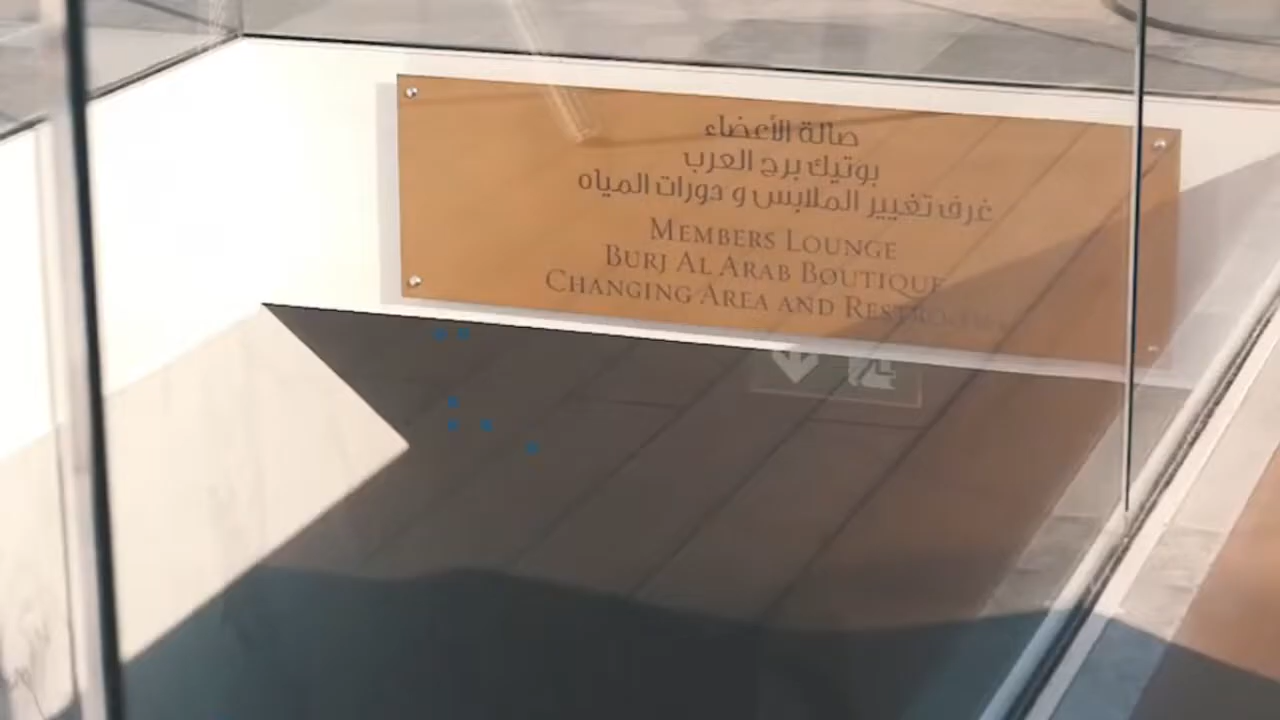 صالة الأعضاء
بوتيك برج العرب
غرف تغيير الملابس و دورات المياه
MEMBERS LOUNGE
BURJ AL ARAB BOUTIQUE
CHANGING AREA AND RESTROOMS